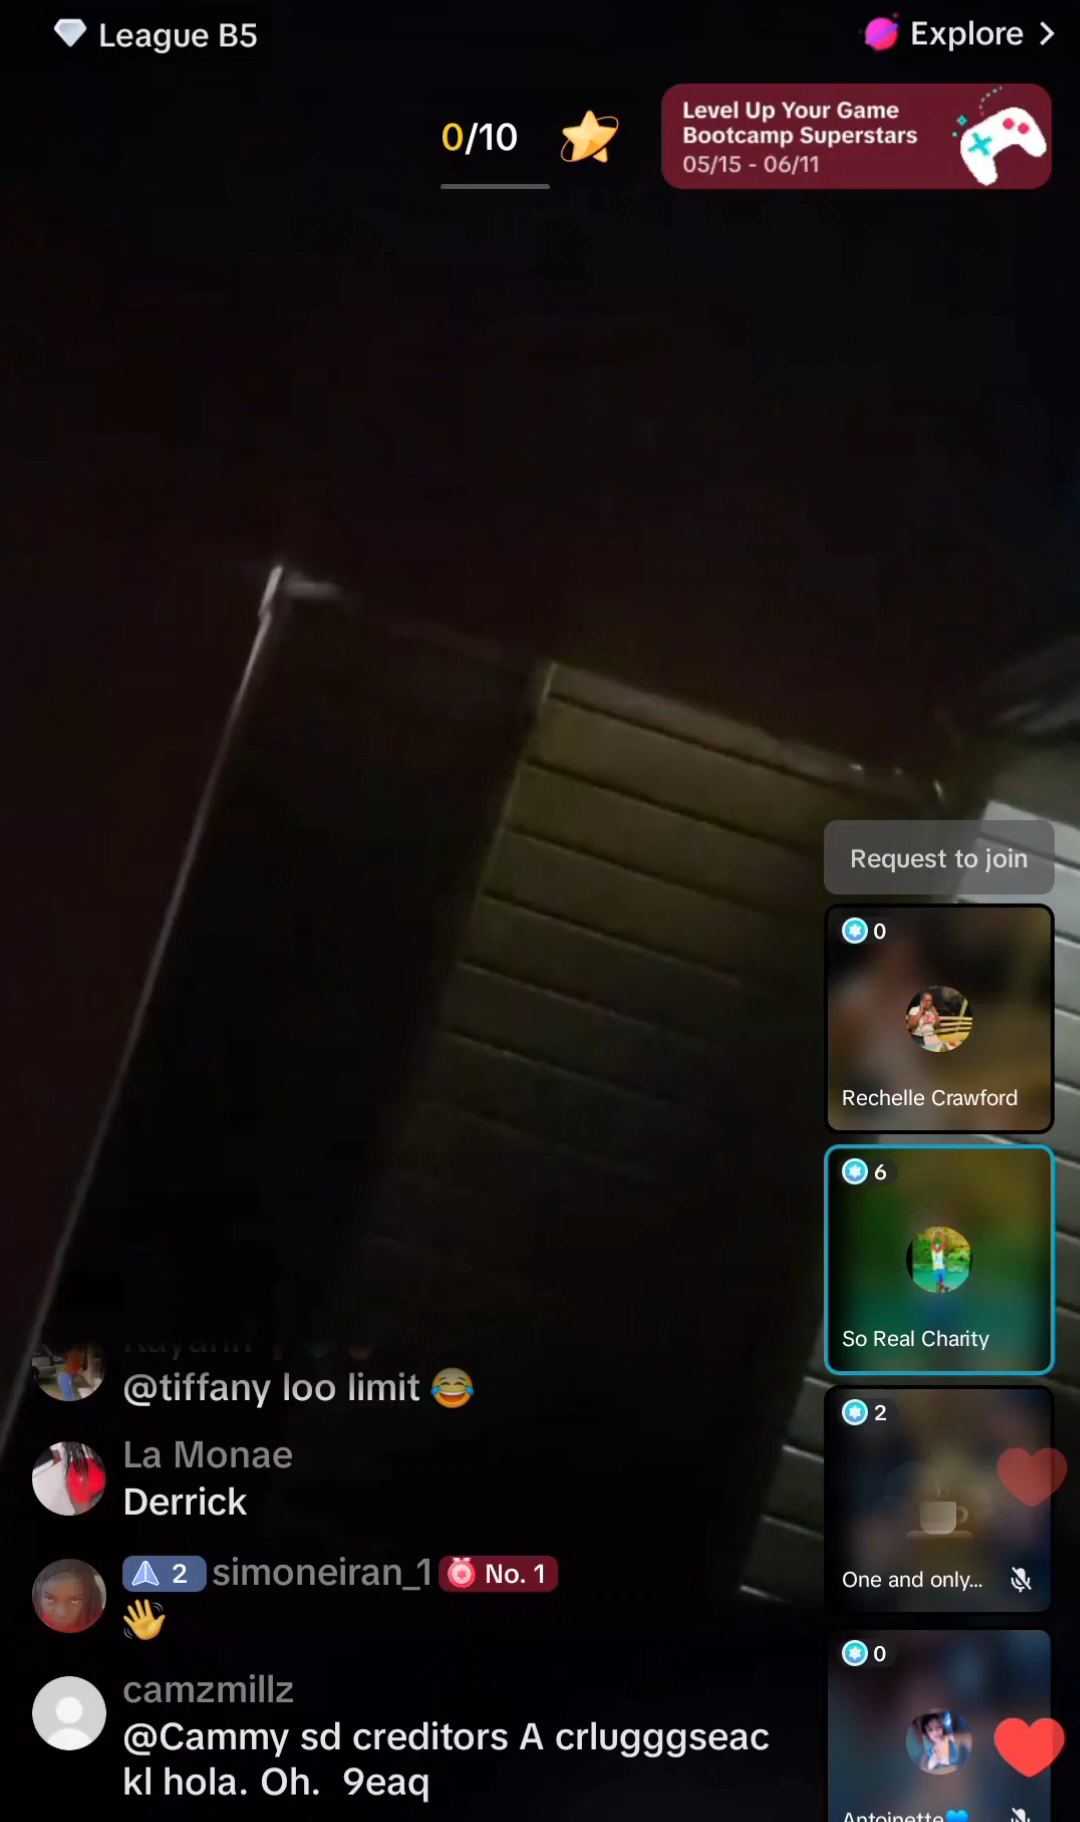 League B5
Explore
0/10
Level Up Your Game
Bootcamp Superstars
05/15 - 06/11
Request to join
0
Rechelle Crawford
6
So Real Charity
2
One and only...
0
Antoinette💙
@tiffany loo limit 😂
La Monae
Derrick
2 simoneiran_1 No. 1
👋
camzmillz
@Cammy sd creditors A crlugggseac
kl hola. Oh.  9eaq